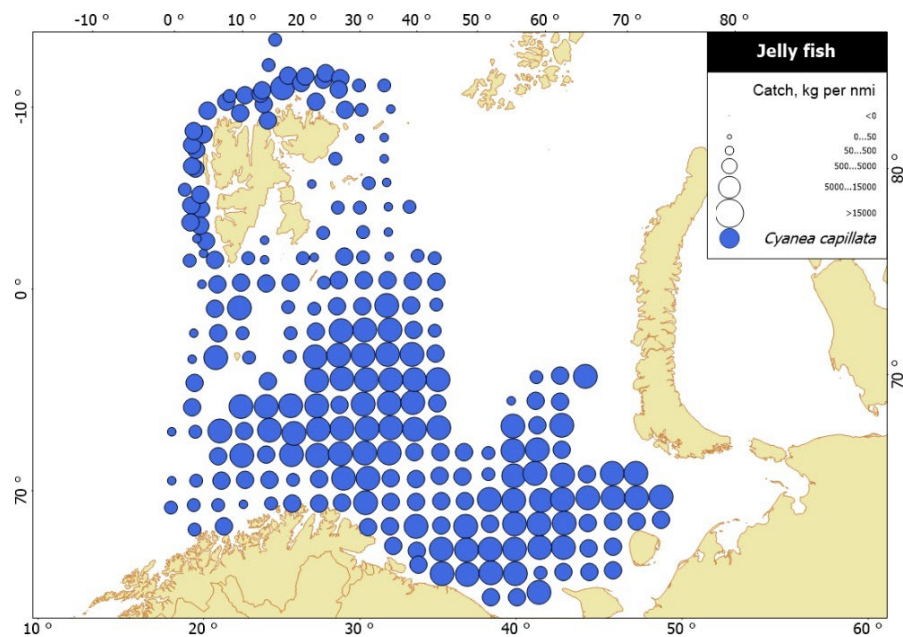 -10 ° 0 ° 10 ° 20 ° 30 ° 40 ° 50 ° 60 ° 70 ° 80 °
Jelly fish
Catch, kg per nmi
<0
0...50
50...500
500...5000
5000...15000
>15000
Cyanea capillata
-10 °
0 °
70 °
80 °
70 °
10 ° 20 ° 30 ° 40 ° 50 ° 60 °